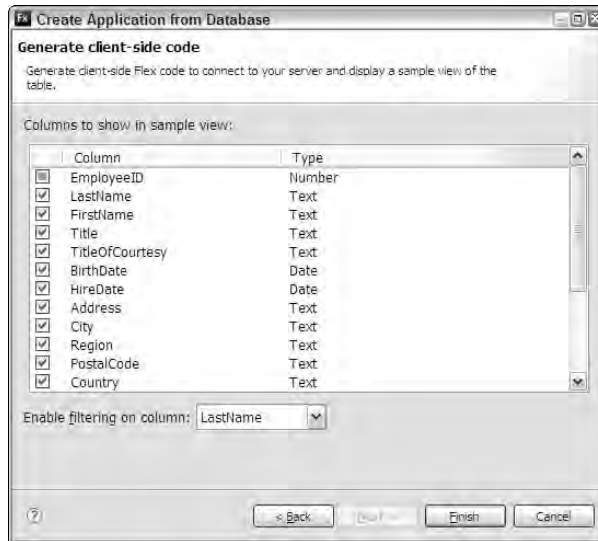 Fx Create Application from Database
Generate client-side code
Generate client-side Flex code to connect to your server and display a sample view of the
table.
Columns to show in sample view:
Column Type
EmployeeID Number
LastName Text
FirstName Text
Title Text
TitleOfCourtesy Text
BirthDate Date
HireDate Date
Address Text
City Text
Region Text
PostalCode Text
Country Text
Enable filtering on column: LastName
? < Back Finish Cancel